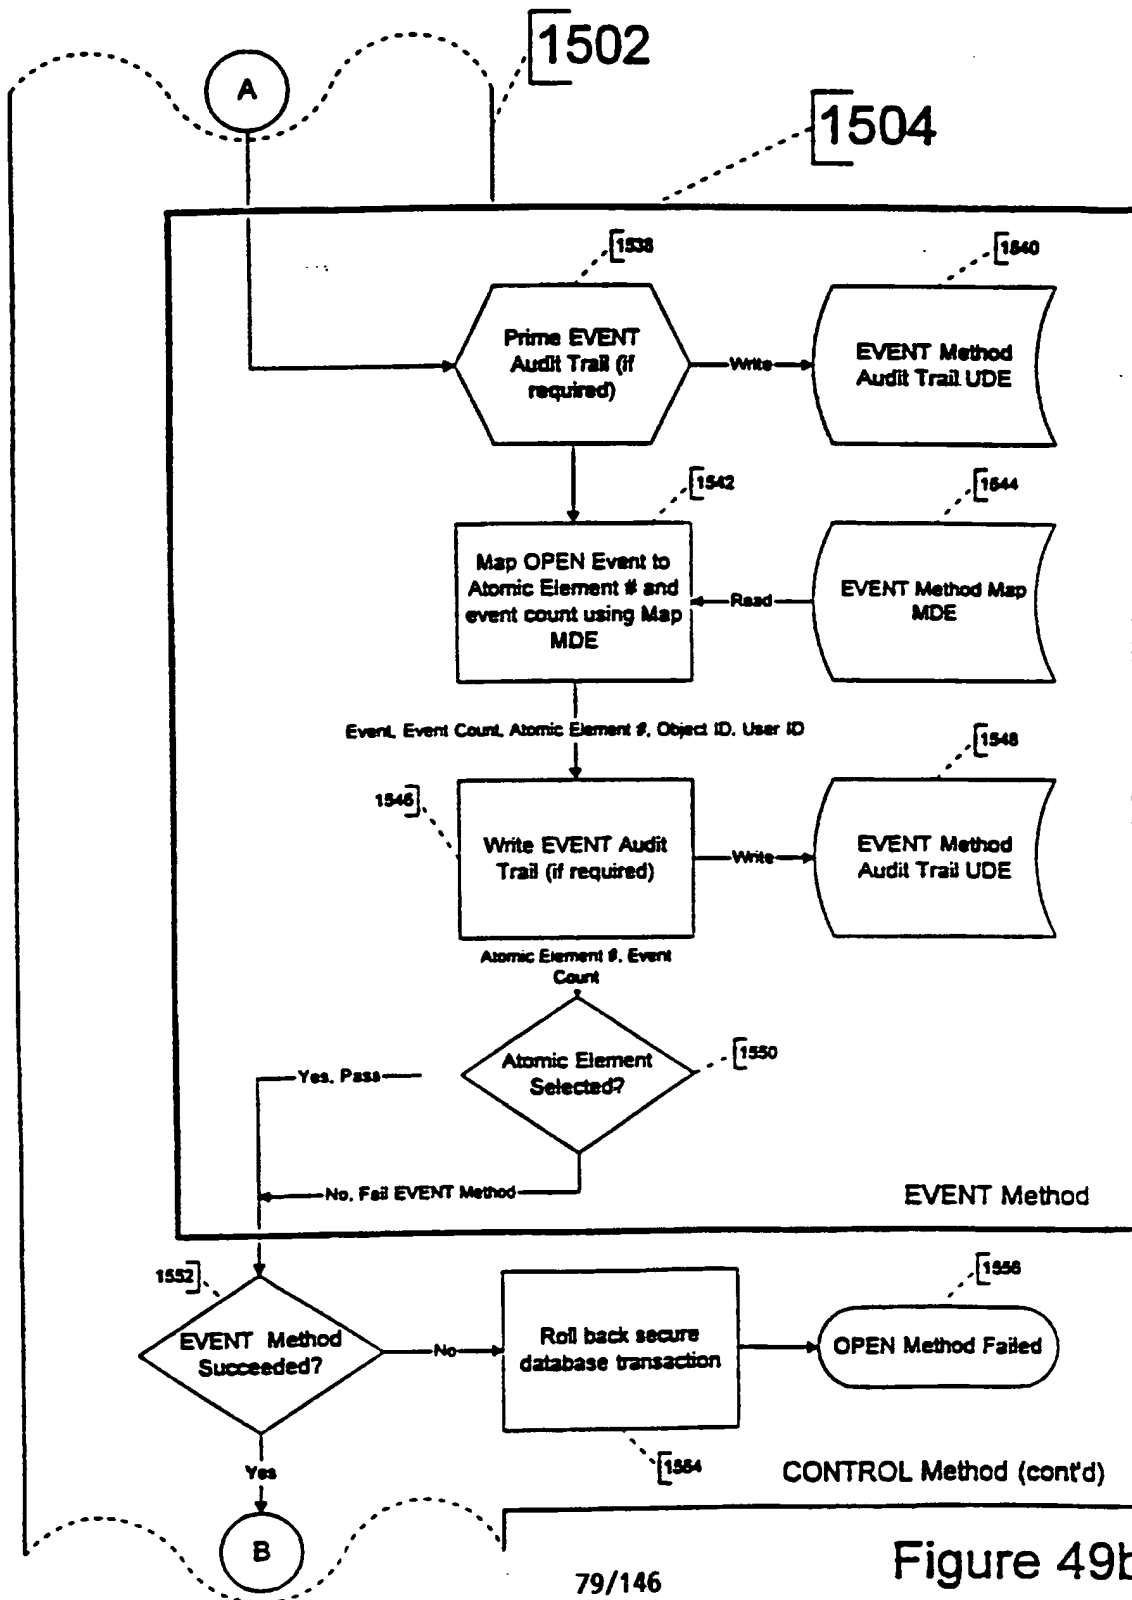 1502
A
1504
1538
1540
Prime EVENT
Audit Trail (if
required)
Write
EVENT Method
Audit Trail UDE
1542
1544
Map OPEN Event to
Atomic Element # and
event count using Map
MDE
Read
EVENT Method Map
MDE
Event, Event Count, Atomic Element #, Object ID, User ID
1548
1546
Write EVENT Audit
Trail (if required)
Write
EVENT Method
Audit Trail UDE
Atomic Element #, Event
Count
1550
Atomic Element
Selected?
Yes, Pass
No, Fail EVENT Method
EVENT Method
1552
1556
EVENT Method
Succeeded?
No
Roll back secure
database transaction
OPEN Method Failed
1554
Yes
CONTROL Method (cont'd)
B
Figure 49b
79/146